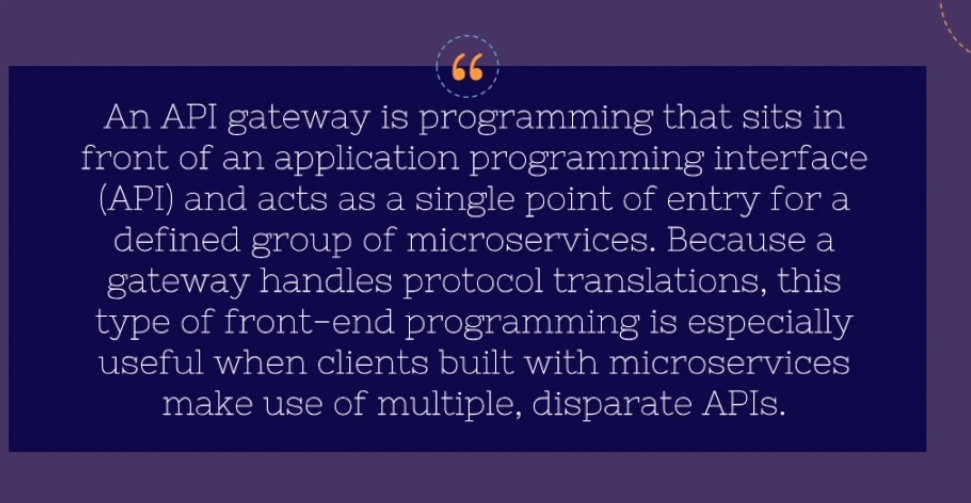 “
An API gateway is programming that sits in
front of an application programming interface
(API) and acts as a single point of entry for a
defined group of microservices. Because a
gateway handles protocol translations, this
type of front-end programming is especially
useful when clients built with microservices
make use of multiple, disparate APIs.